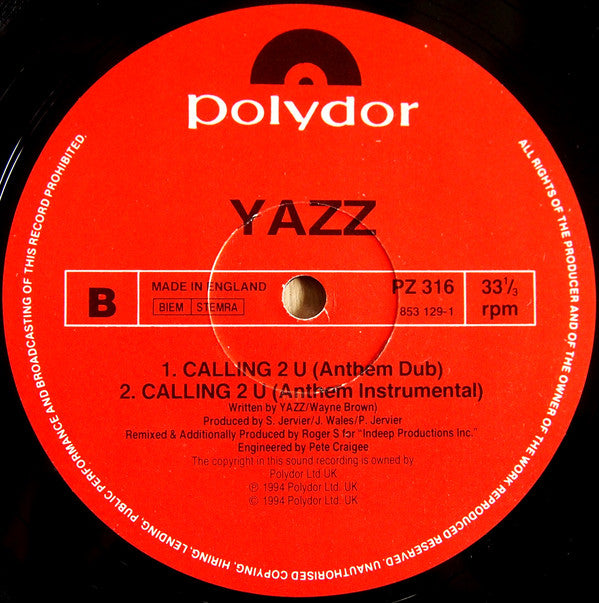 polydor
YAZZ
B
MADE IN ENGLAND
BIEM STEMRA
PZ 316
853 129-1
33⅓
rpm
1. CALLING 2 U (Anthem Dub)
2. CALLING 2 U (Anthem Instrumental)
Written by YAZZ/Wayne Brown)
Produced by S. Jervier/J. Wales/P. Jervier
Remixed & Additionally Produced by Roger S for "Indeep Productions Inc."
Engineered by Pete Craigee
The copyright in this sound recording is owned by
Polydor Ltd. UK
℗ 1994 Polydor Ltd. UK
© 1994 Polydor Ltd. UK
ALL RIGHTS OF THE PRODUCER AND OF THE OWNER OF THE WORK REPRODUCED RESERVED. UNAUTHORISED COPYING, HIRING, LENDING, PUBLIC PERFORMANCE AND BROADCASTING OF THIS RECORD PROHIBITED.